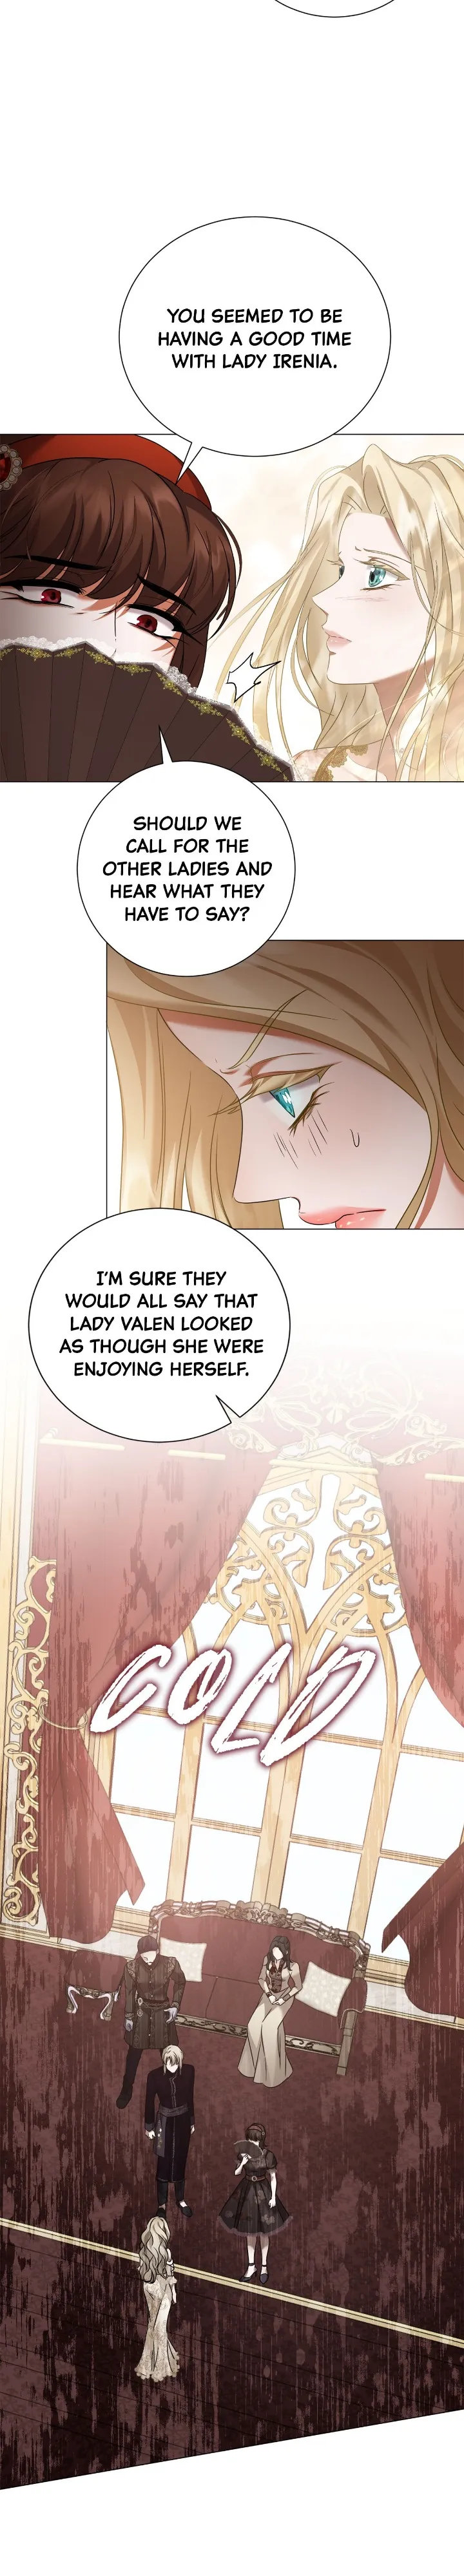 YOU SEEMED TO BE
HAVING A GOOD TIME
WITH LADY IRENIA.
SHOULD WE
CALL FOR THE
OTHER LADIES AND
HEAR WHAT THEY
HAVE TO SAY?
I'M SURE THEY
WOULD ALL SAY THAT
LADY VALEN LOOKED
AS THOUGH SHE WERE
ENJOYING HERSELF.
COLD